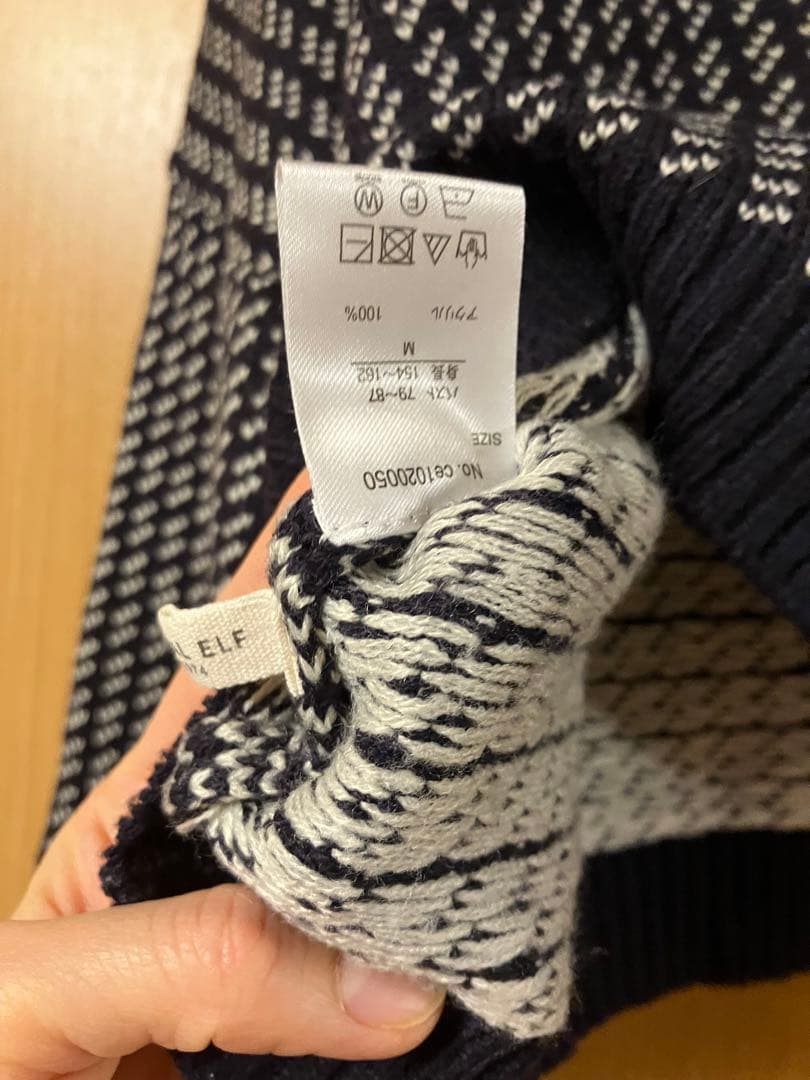 No. ce1020050
SIZE
バスト 79～87
身長 154～162
M
アクリル 100%
F
W
L ELF